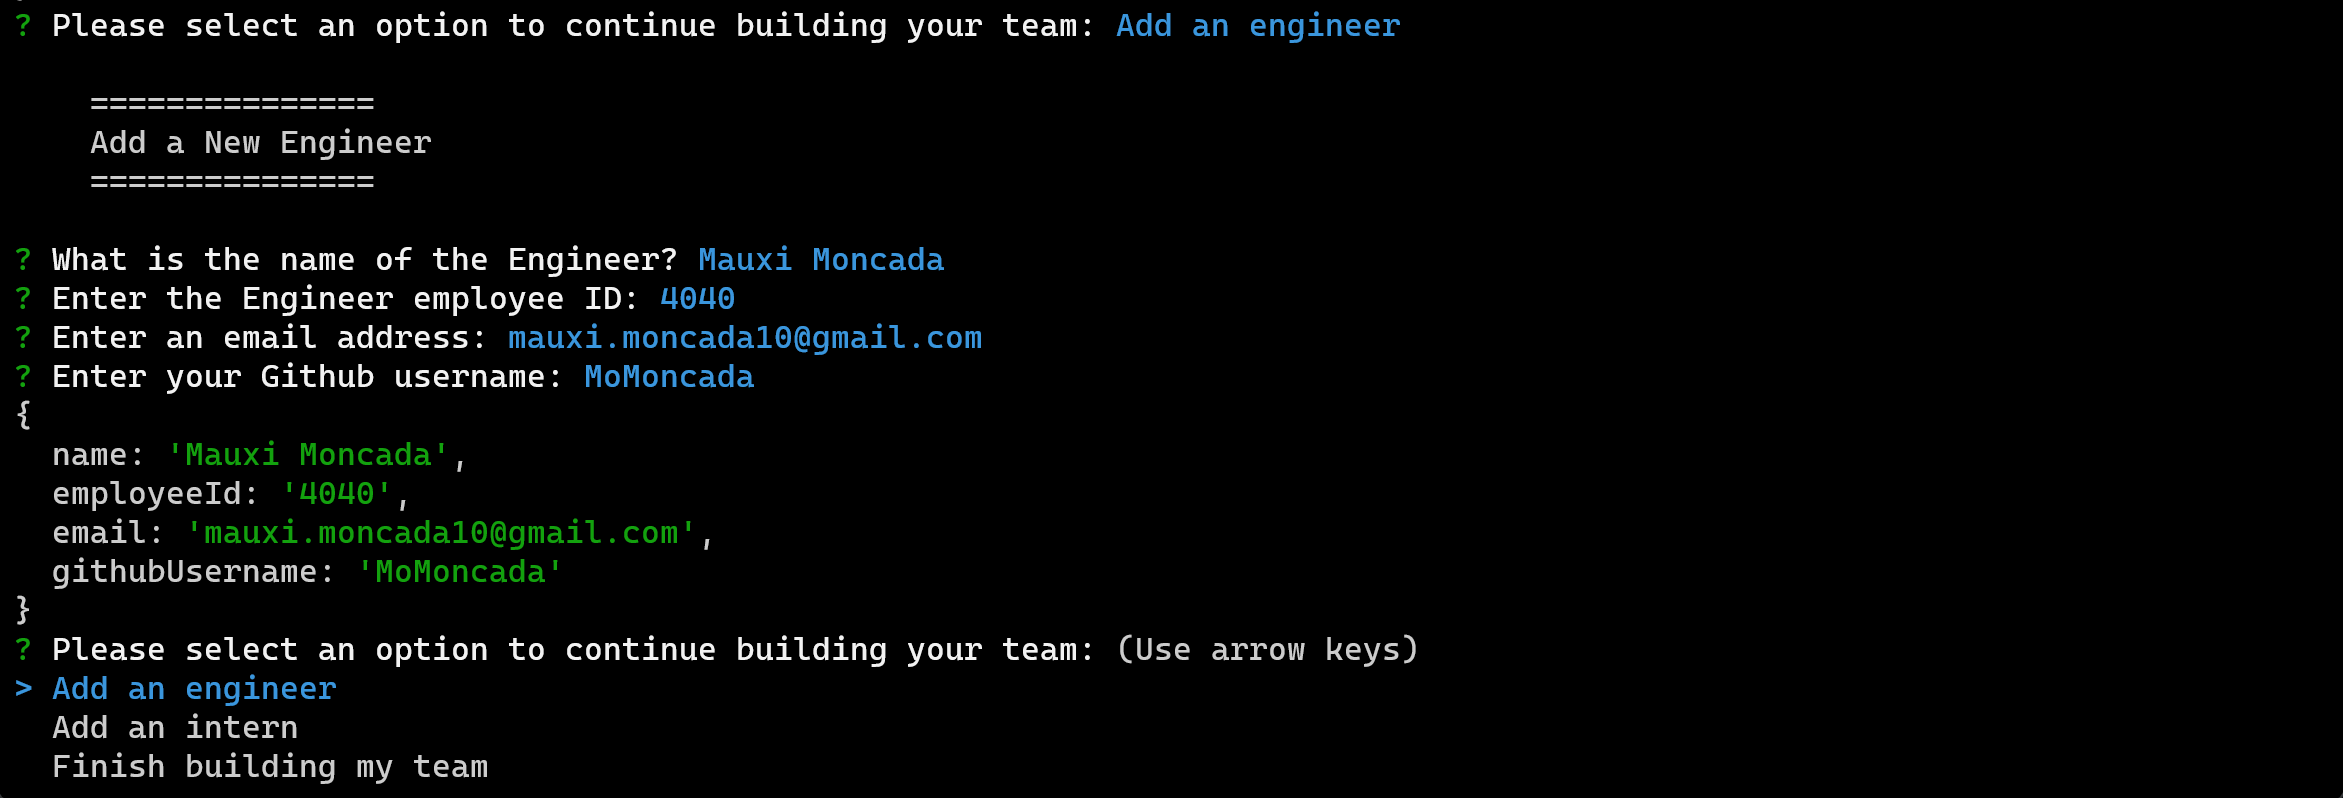 ? Please select an option to continue building your team: Add an engineer
===============
Add a New Engineer
===============
? What is the name of the Engineer? Mauxi Moncada
? Enter the Engineer employee ID: 4040
? Enter an email address: mauxi.moncada10@gmail.com
? Enter your Github username: MoMoncada
{
  name: 'Mauxi Moncada',
  employeeId: '4040',
  email: 'mauxi.moncada10@gmail.com',
  githubUsername: 'MoMoncada'
}
? Please select an option to continue building your team: (Use arrow keys)
> Add an engineer
  Add an intern
  Finish building my team